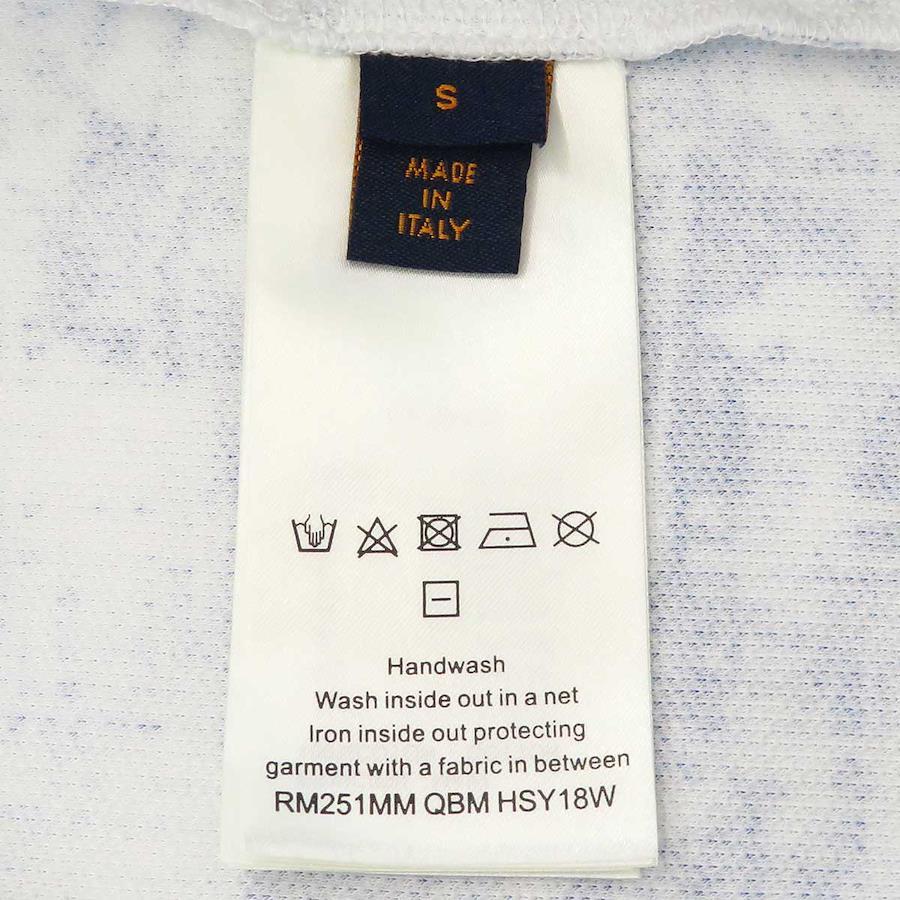 S
MADE
IN
ITALY
Handwash
Wash inside out in a net
Iron inside out protecting
garment with a fabric in between
RM251MM QBM HSY18W